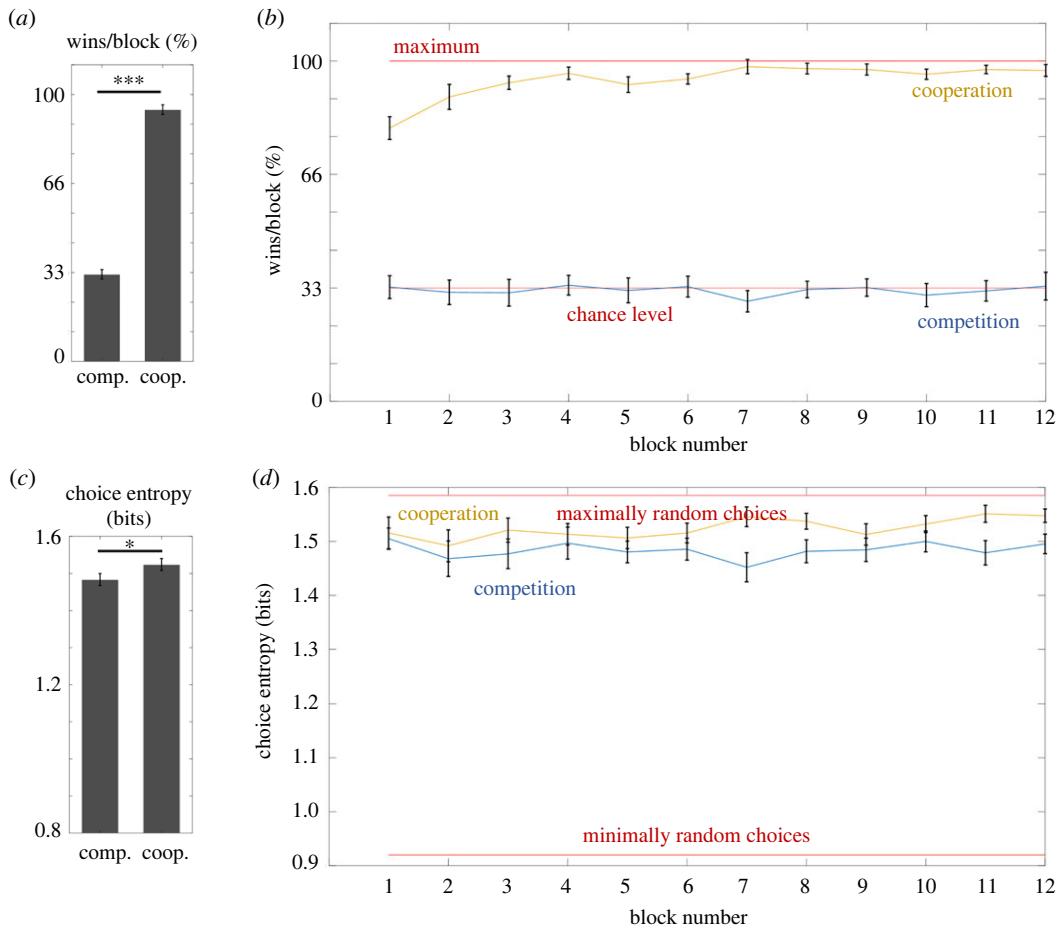 (a)
wins/block (%)
***
100
66
33
0
comp. coop.
(b)
maximum
cooperation
chance level
competition
wins/block (%)
100
66
33
0
1 2 3 4 5 6 7 8 9 10 11 12
block number
(c)
choice entropy
(bits)
*
1.6
1.2
0.8
comp. coop.
(d)
cooperation
maximally random choices
competition
minimally random choices
choice entropy (bits)
1.6
1.5
1.4
1.3
1.2
1.1
1.0
0.9
1 2 3 4 5 6 7 8 9 10 11 12
block number